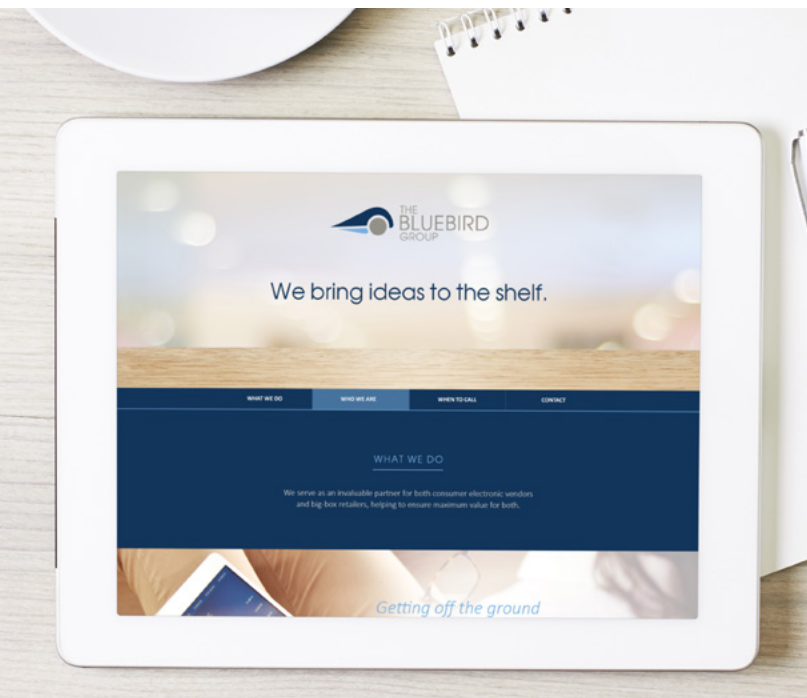 THE
BLUEBIRD
GROUP
We bring ideas to the shelf.
WHAT WE DO
WHO WE ARE
WHEN TO CALL
CONTACT
WHAT WE DO
We serve as an invaluable partner for both consumer electronic vendors
and big-box retailers, helping to ensure maximum value for both.
Getting off the ground